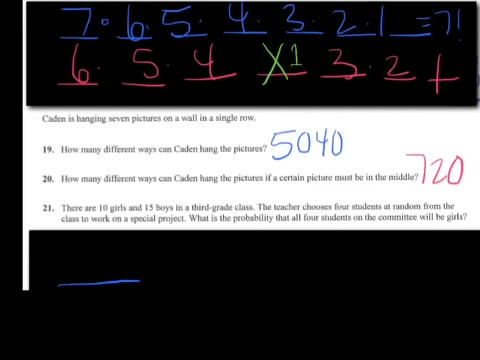 7 · 6 · 5 · 4 · 3 · 2 · 1 = 7!
6 · 5 · 4 X1 3 · 2 · 1
Caden is hanging seven pictures on a wall in a single row.
19. How many different ways can Caden hang the pictures? 5040
20. How many different ways can Caden hang the pictures if a certain picture must be in the middle? 720
21. There are 10 girls and 15 boys in a third-grade class. The teacher chooses four students at random from the
class to work on a special project. What is the probability that all four students on the committee will be girls?